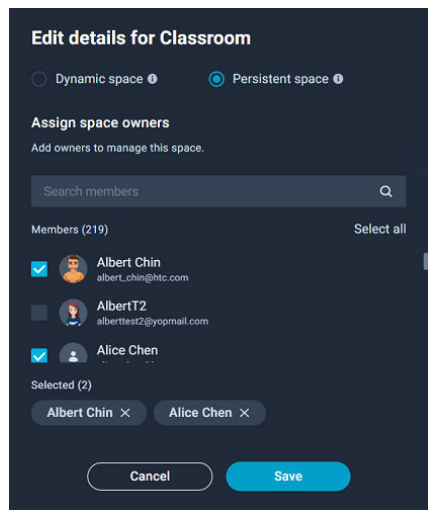 Edit details for Classroom
Dynamic space
Persistent space
Assign space owners
Add owners to manage this space.
Search members
Members (219)
Select all
Albert Chin
albert_chin@htc.com
AlbertT2
alberttest2@yopmail.com
Alice Chen
Selected (2)
Albert Chin ×
Alice Chen ×
Cancel
Save